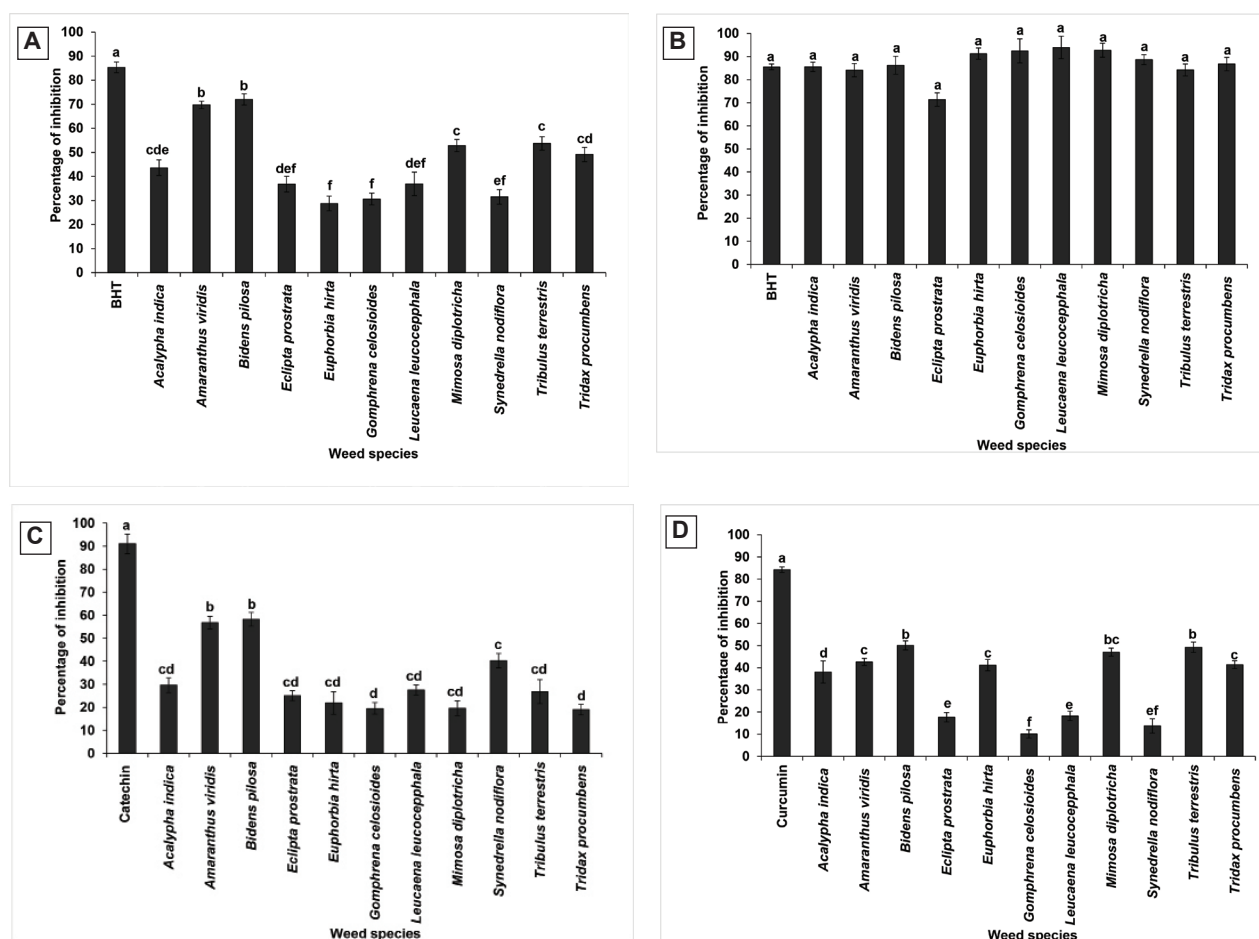 A
Percentage of inhibition
100
90
80
70
60
50
40
30
20
10
0
a
cde
b
b
def
f
f
def
c
ef
c
cd
BHT
Acalypha indica
Amaranthus viridis
Bidens pilosa
Eclipta prostrata
Euphorbia hirta
Gomphrena celosioides
Leucaena leucocepphala
Mimosa diplotricha
Synedrella nodiflora
Tribulus terrestris
Tridax procumbens
Weed species
B
Percentage of inhibition
100
90
80
70
60
50
40
30
20
10
0
a
a
a
a
a
a
a
a
a
a
a
a
BHT
Acalypha indica
Amaranthus viridis
Bidens pilosa
Eclipta prostrata
Euphorbia hirta
Gomphrena celosioides
Leucaena leucocepphala
Mimosa diplotricha
Synedrella nodiflora
Tribulus terrestris
Tridax procumbens
Weed species
C
Percentage of inhibition
100
90
80
70
60
50
40
30
20
10
0
a
cd
b
b
cd
cd
d
cd
cd
c
cd
d
Catechin
Acalypha indica
Amaranthus viridis
Bidens pilosa
Eclipta prostrata
Euphorbia hirta
Gomphrena celosioides
Leucaena leucocepphala
Mimosa diplotricha
Synedrella nodiflora
Tribulus terrestris
Tridax procumbens
Weed species
D
Percentage of inhibition
100
90
80
70
60
50
40
30
20
10
0
a
d
c
b
e
c
f
e
bc
ef
b
c
Curcumin
Acalypha indica
Amaranthus viridis
Bidens pilosa
Eclipta prostrata
Euphorbia hirta
Gomphrena celosioides
Leucaena leucocepphala
Mimosa diplotricha
Synedrella nodiflora
Tribulus terrestris
Tridax procumbens
Weed species